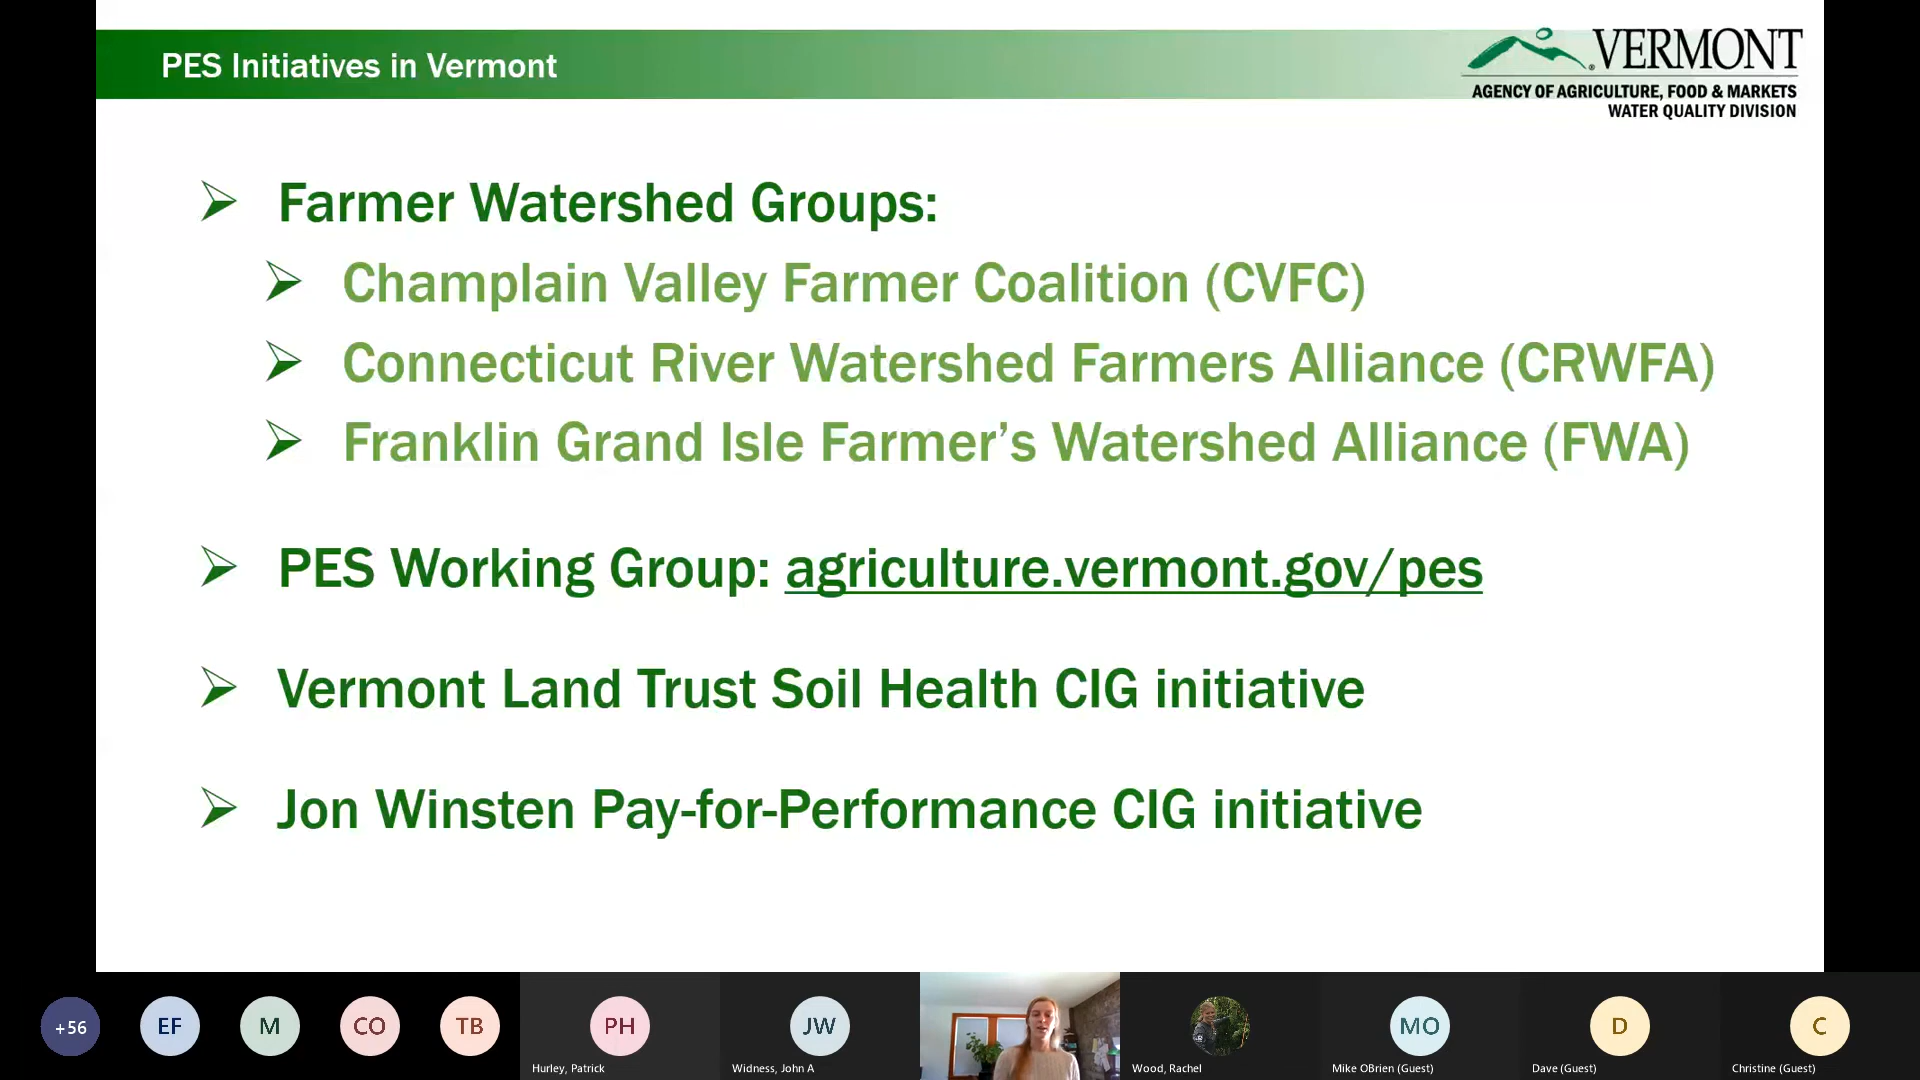 PES Initiatives in Vermont
VERMONT
AGENCY OF AGRICULTURE, FOOD & MARKETS
WATER QUALITY DIVISION
Farmer Watershed Groups:
Champlain Valley Farmer Coalition (CVFC)
Connecticut River Watershed Farmers Alliance (CRWFA)
Franklin Grand Isle Farmer’s Watershed Alliance (FWA)
PES Working Group: agriculture.vermont.gov/pes
Vermont Land Trust Soil Health CIG initiative
Jon Winsten Pay-for-Performance CIG initiative
+56
EF
M
CO
TB
PH
Hurley, Patrick
JW
Widness, John A
Wood, Rachel
MO
Mike OBrien (Guest)
D
Dave (Guest)
C
Christine (Guest)